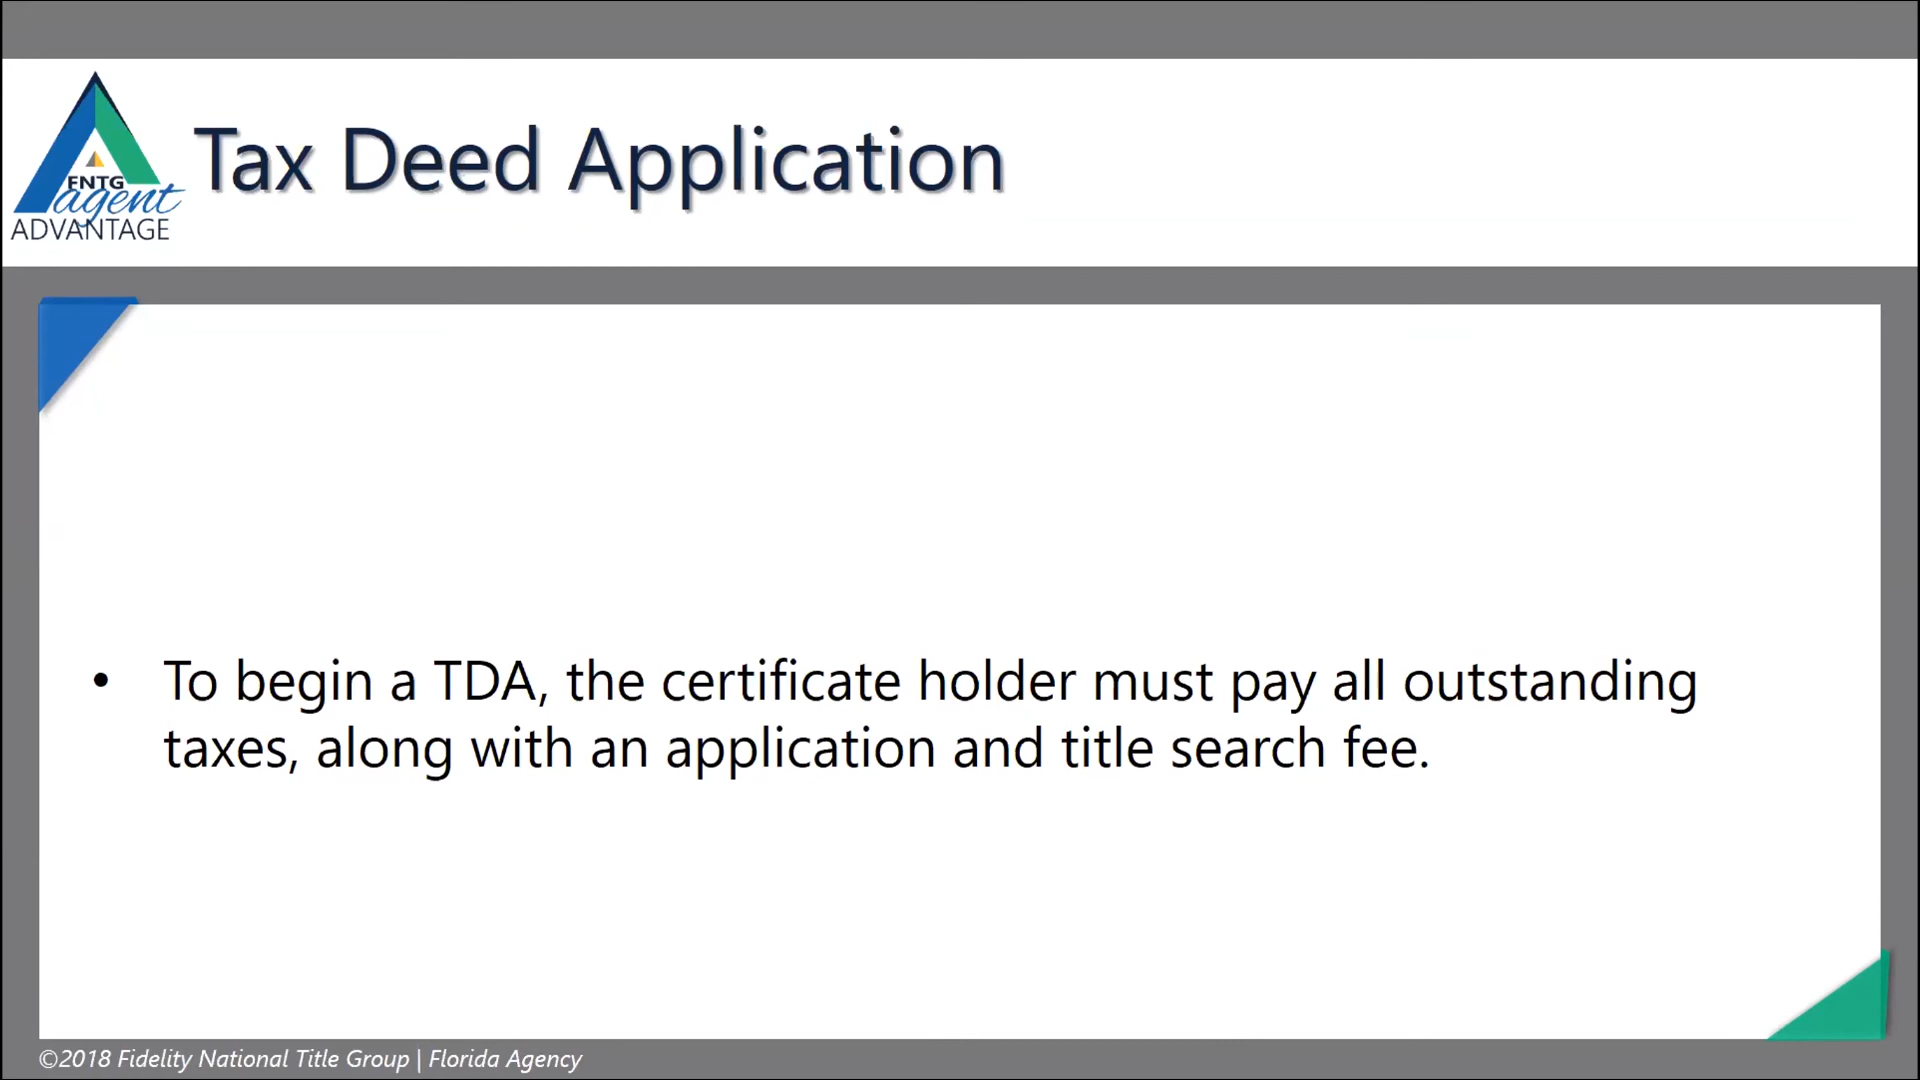 FNTG
agent
ADVANTAGE
Tax Deed Application
• To begin a TDA, the certificate holder must pay all outstanding
taxes, along with an application and title search fee.
©2018 Fidelity National Title Group | Florida Agency